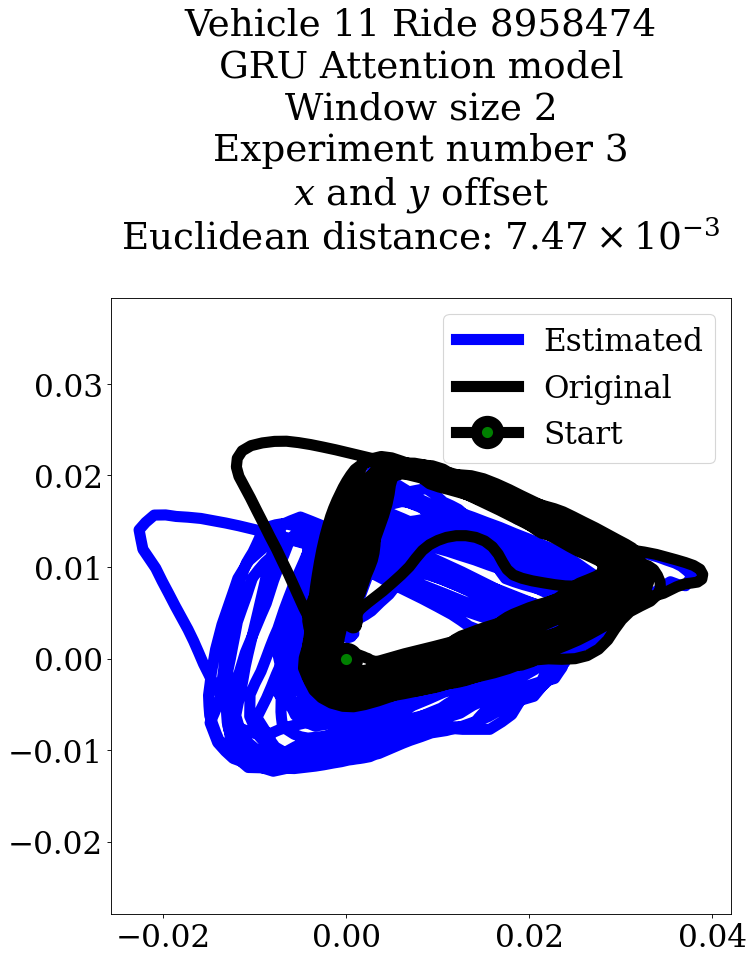 Vehicle 11 Ride 8958474
GRU Attention model
Window size 2
Experiment number 3
x and y offset
Euclidean distance: 7.47 × 10⁻³
Estimated
Original
Start
0.03
0.02
0.01
0.00
−0.01
−0.02
−0.02 0.00 0.02 0.04